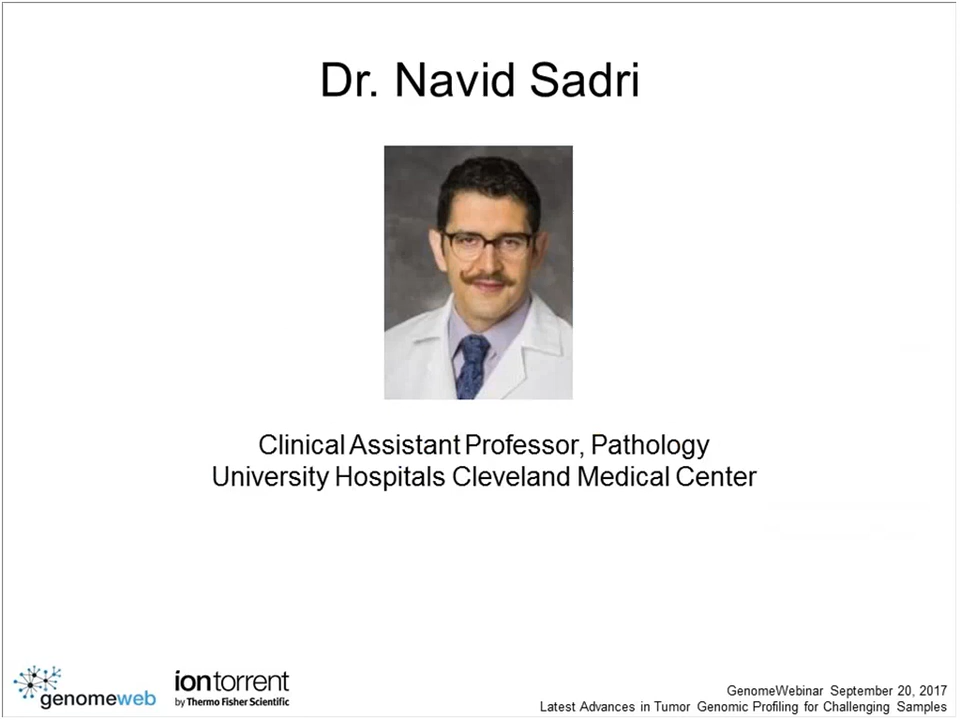 Dr. Navid Sadri
Clinical Assistant Professor, Pathology
University Hospitals Cleveland Medical Center
genomeweb
iontorrent
by Thermo Fisher Scientific
GenomeWebinar September 20, 2017
Latest Advances in Tumor Genomic Profiling for Challenging Samples